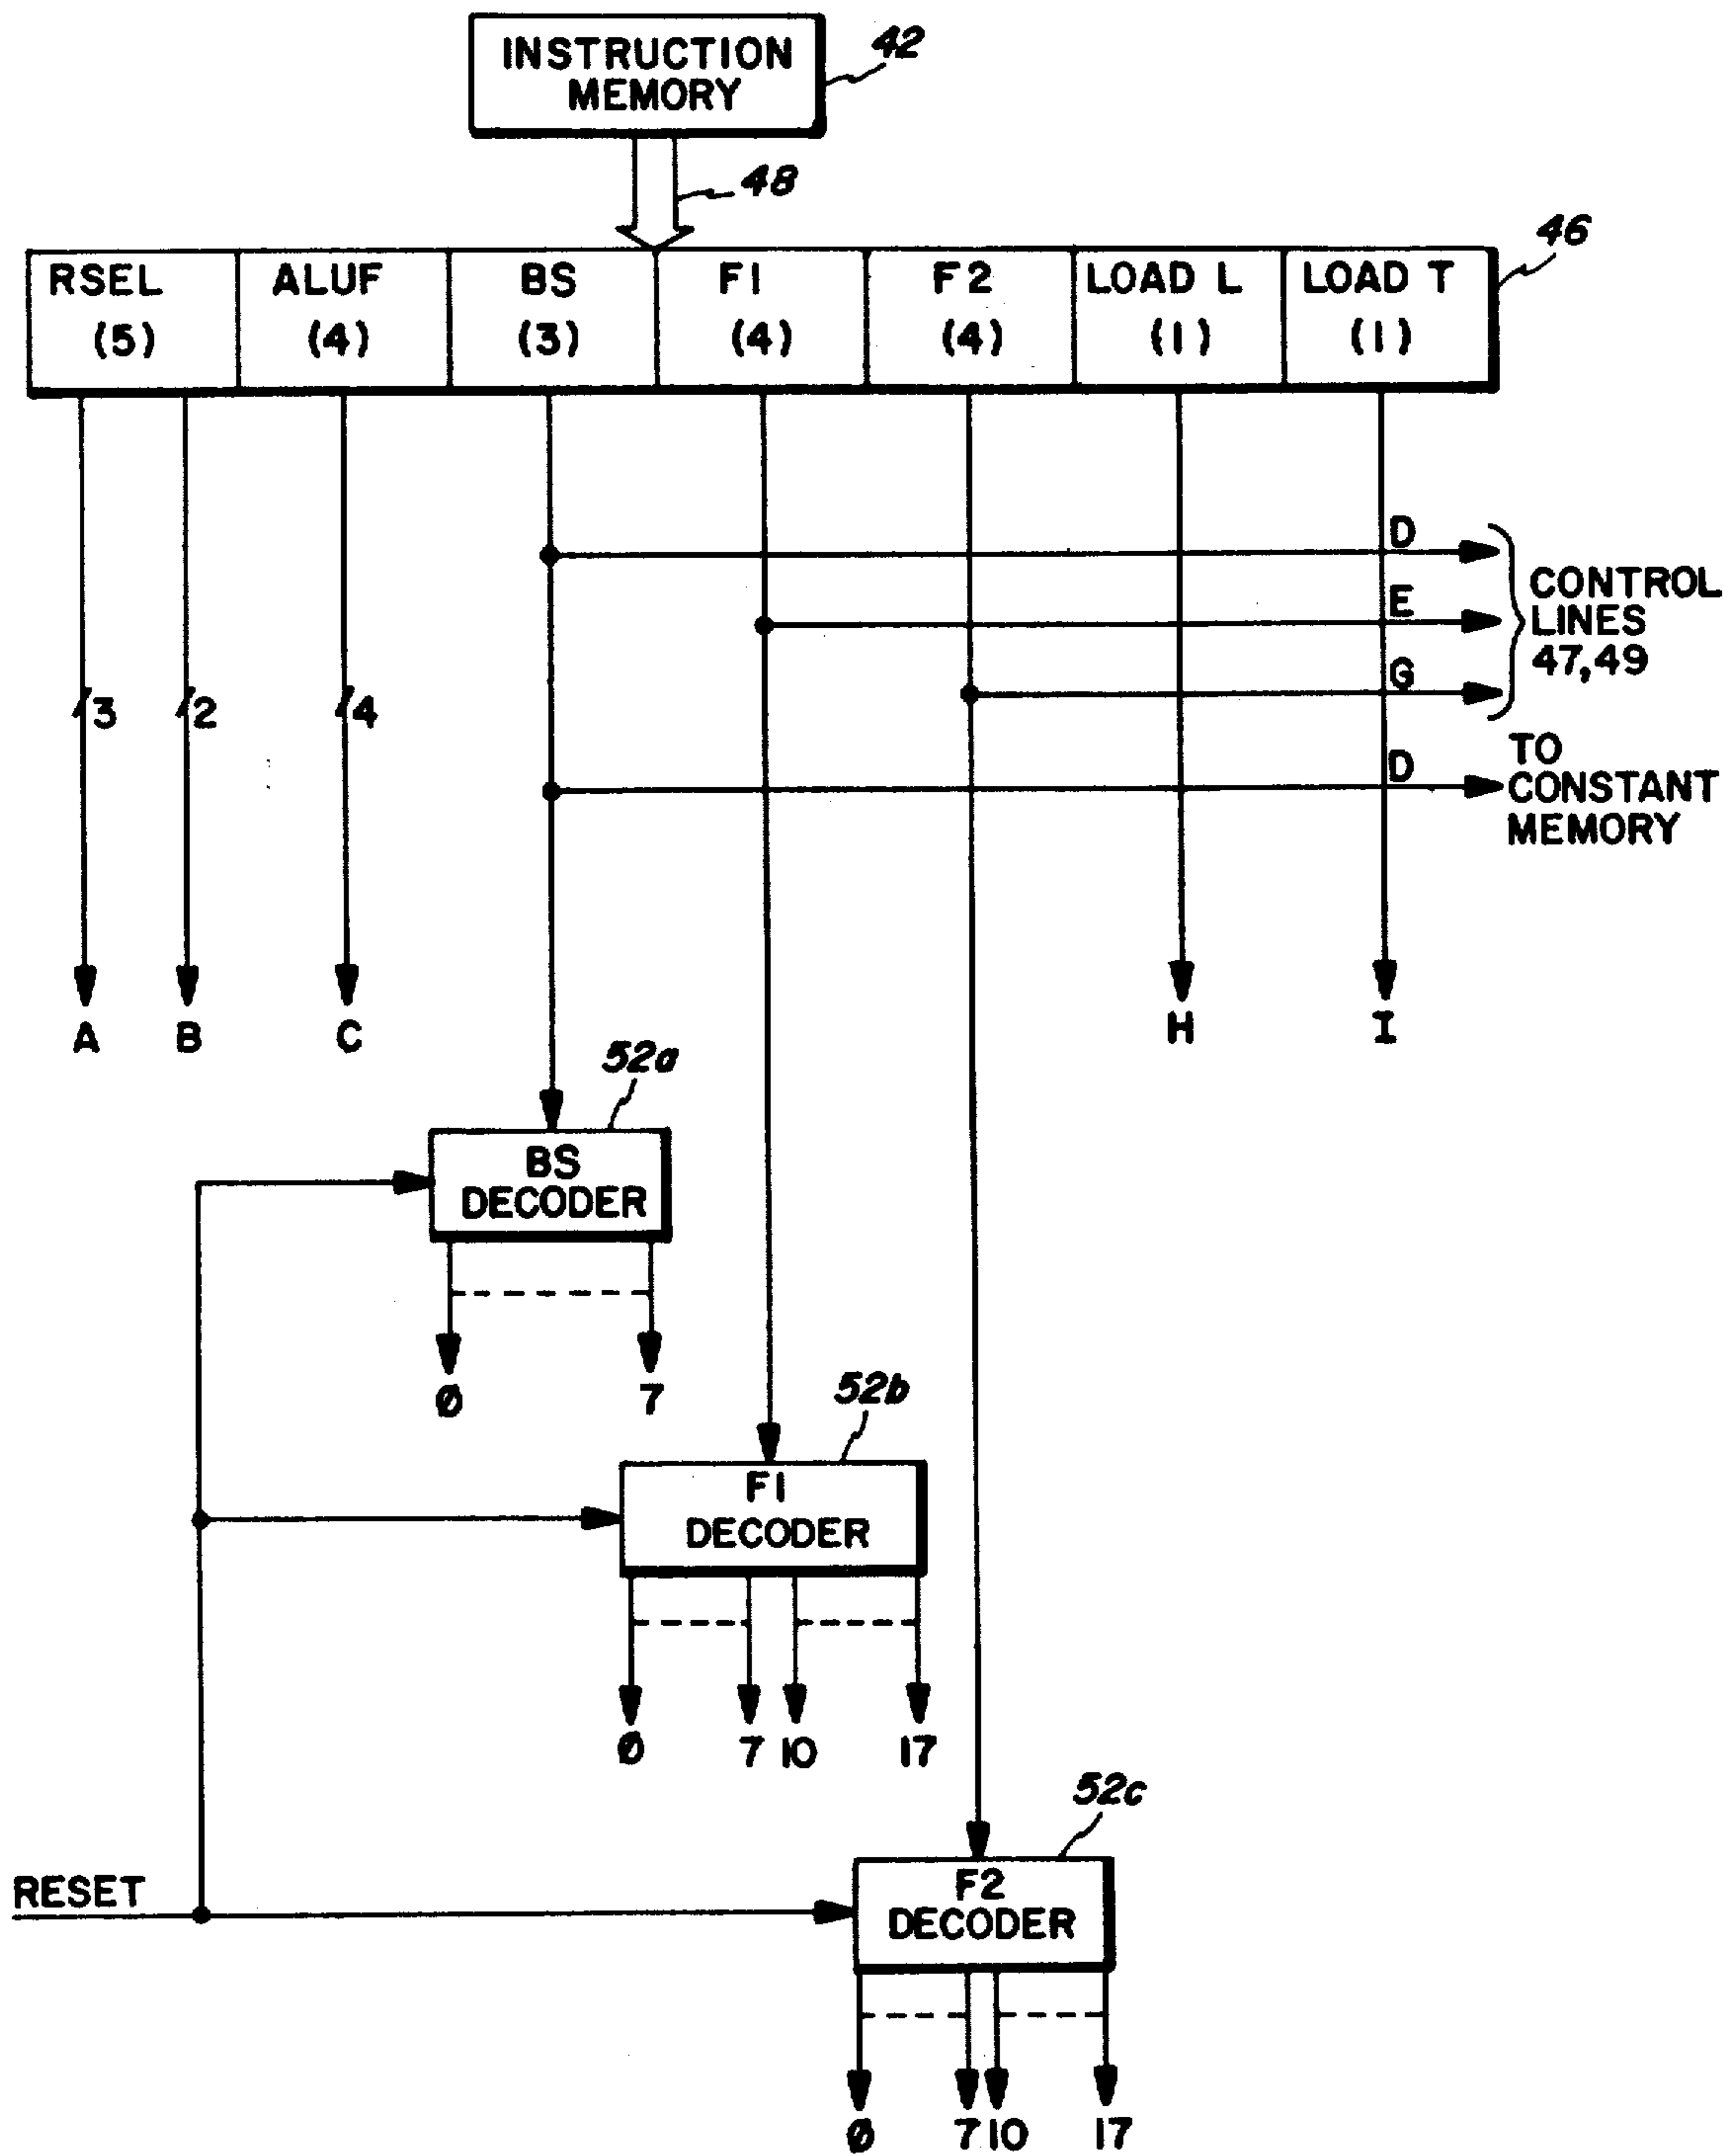 INSTRUCTION
MEMORY
42
48
46
RSEL
(5)
ALUF
(4)
BS
(3)
F1
(4)
F2
(4)
LOAD L
(1)
LOAD T
(1)
D
E
G
CONTROL
LINES
47,49
3
2
4
D
TO
CONSTANT
MEMORY
A
B
C
H
I
52a
BS
DECODER
Ø
7
52b
F1
DECODER
Ø
7
10
17
52c
RESET
F2
DECODER
Ø
7
10
17